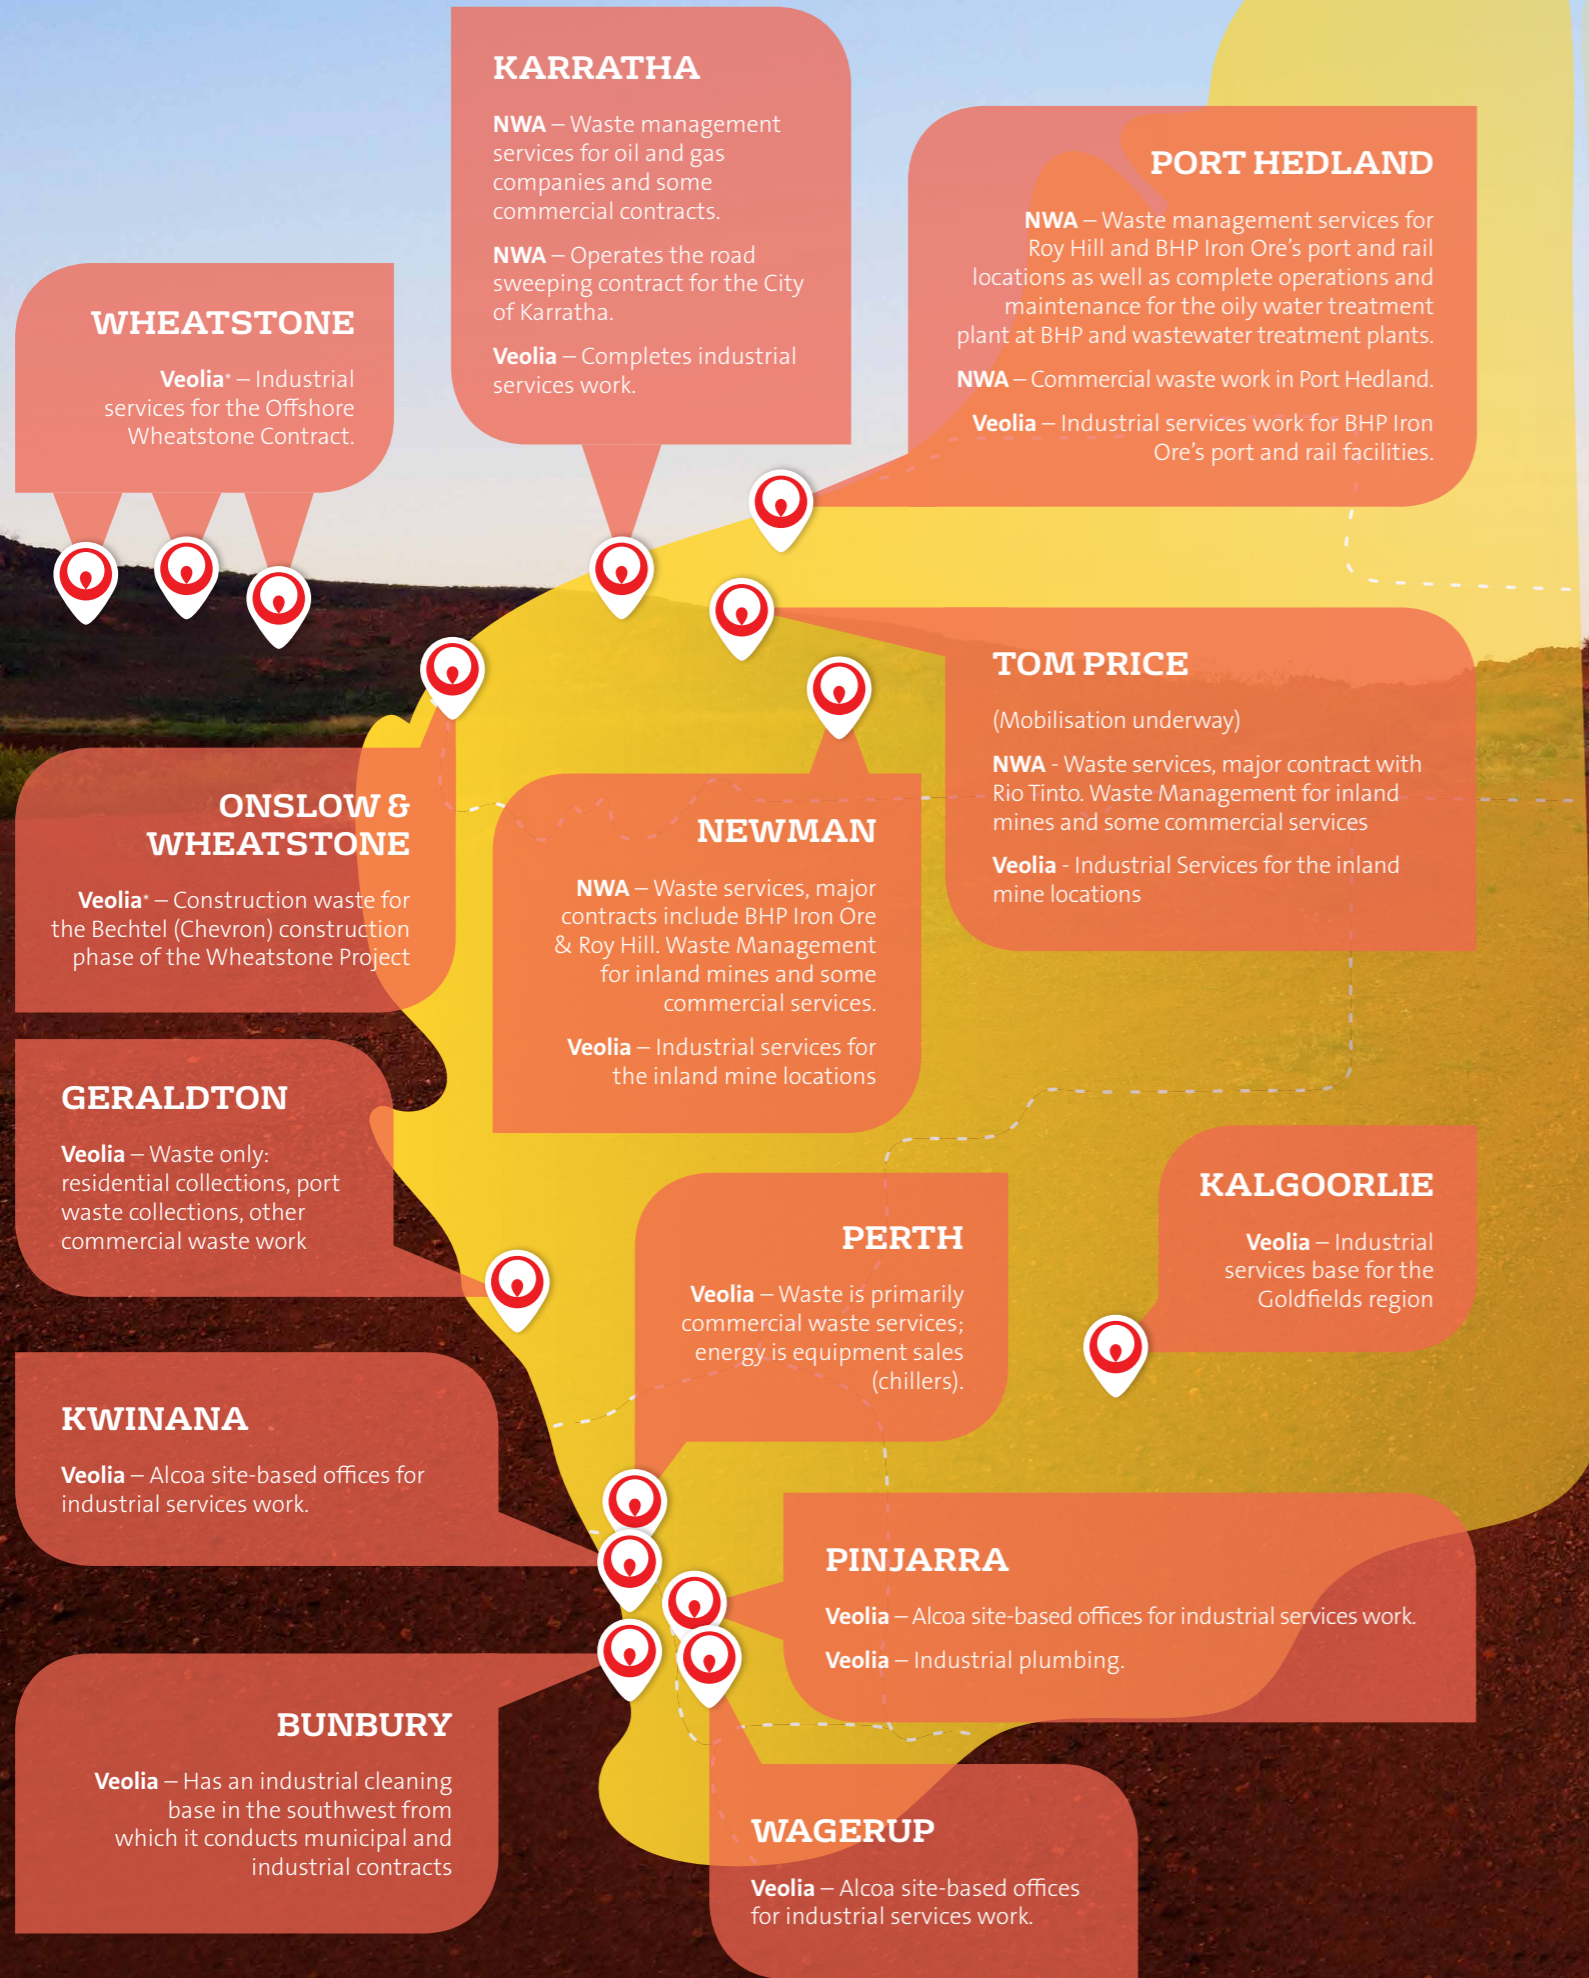 KARRATHA
NWA – Waste management
services for oil and gas
companies and some
commercial contracts.
NWA – Operates the road
sweeping contract for the City
of Karratha.
Veolia – Completes industrial
services work.
PORT HEDLAND
NWA – Waste management services for
Roy Hill and BHP Iron Ore’s port and rail
locations as well as complete operations and
maintenance for the oily water treatment
plant at BHP and wastewater treatment plants.
NWA – Commercial waste work in Port Hedland.
Veolia – Industrial services work for BHP Iron
Ore’s port and rail facilities.
WHEATSTONE
Veolia* – Industrial
services for the Offshore
Wheatstone Contract.
TOM PRICE
(Mobilisation underway)
NWA - Waste services, major contract with
Rio Tinto. Waste Management for inland
mines and some commercial services
Veolia - Industrial Services for the inland
mine locations
ONSLOW &
WHEATSTONE
Veolia* – Construction waste for
the Bechtel (Chevron) construction
phase of the Wheatstone Project
NEWMAN
NWA – Waste services, major
contracts include BHP Iron Ore
& Roy Hill. Waste Management
for inland mines and some
commercial services.
Veolia – Industrial services for
the inland mine locations
GERALDTON
Veolia – Waste only:
residential collections, port
waste collections, other
commercial waste work
PERTH
Veolia – Waste is primarily
commercial waste services;
energy is equipment sales
(chillers).
KALGOORLIE
Veolia – Industrial
services base for the
Goldfields region
KWINANA
Veolia – Alcoa site-based offices for
industrial services work.
PINJARRA
Veolia – Alcoa site-based offices for industrial services work.
Veolia – Industrial plumbing.
BUNBURY
Veolia – Has an industrial cleaning
base in the southwest from
which it conducts municipal and
industrial contracts
WAGERUP
Veolia – Alcoa site-based offices
for industrial services work.